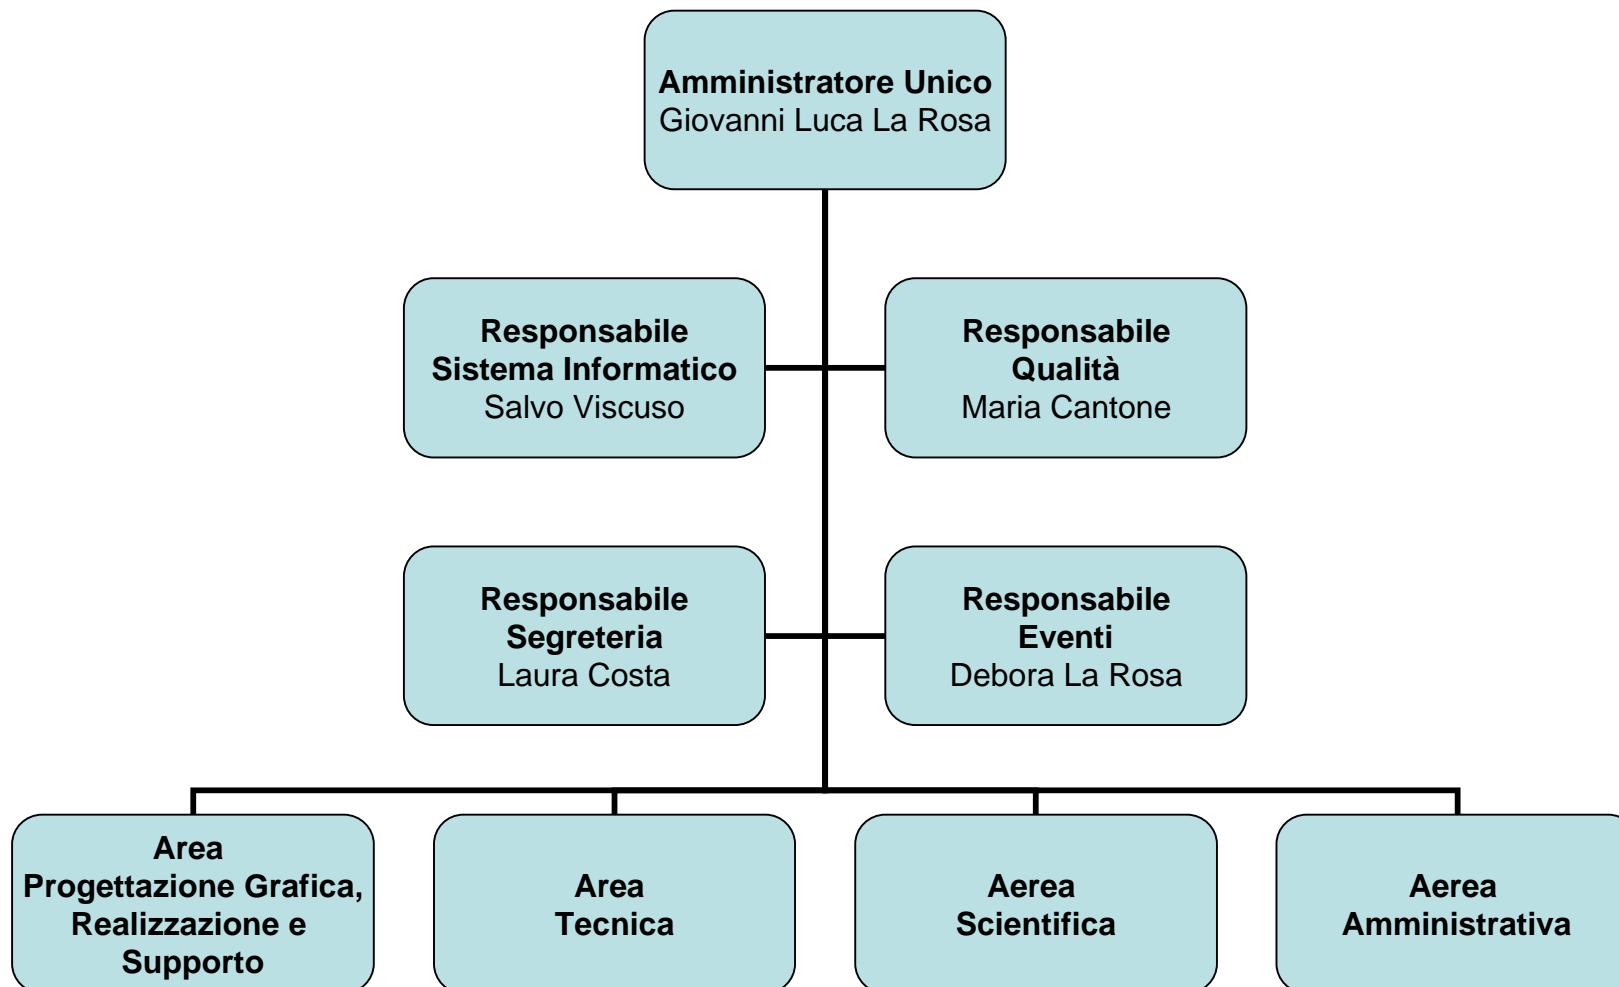 Amministratore Unico
Giovanni Luca La Rosa
Responsabile
Sistema Informatico
Salvo Viscuso
Responsabile
Qualità
Maria Cantone
Responsabile
Segreteria
Laura Costa
Responsabile
Eventi
Debora La Rosa
Area
Progettazione Grafica,
Realizzazione e
Supporto
Area
Tecnica
Aerea
Scientifica
Aerea
Amministrativa